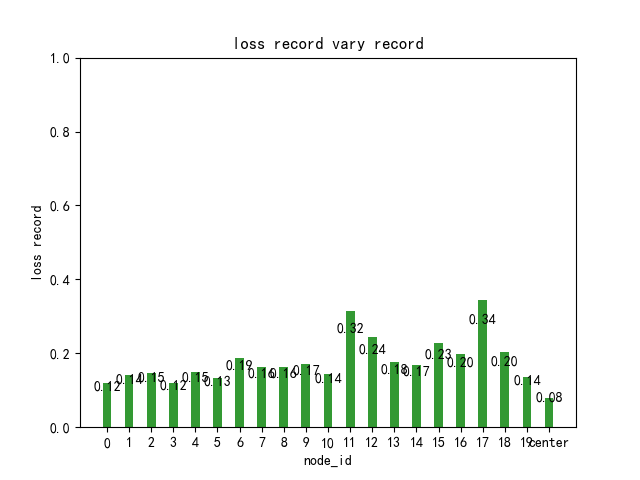 loss record vary record
1.0
0.8
0.6
0.4
0.2
0.0
loss record
0.12 0.14 0.15 0.12 0.15 0.13 0.19 0.16 0.16 0.17 0.14 0.32 0.24 0.18 0.17 0.23 0.20 0.34 0.20 0.14 0.08
0 1 2 3 4 5 6 7 8 9 10 11 12 13 14 15 16 17 18 19 center
node_id